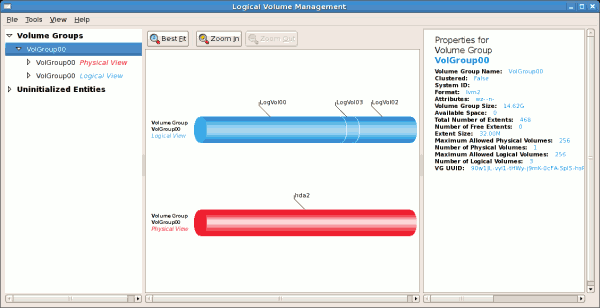 Logical Volume Management
File Tools View Help
Volume Groups
VolGroup00
VolGroup00 Physical View
VolGroup00 Logical View
Uninitialized Entities
Best Fit Zoom In Zoom Out
LogVol00 LogVol03 LogVol02
Volume Group
VolGroup00
Logical View
hda2
Volume Group
VolGroup00
Physical View
Properties for
Volume Group
VolGroup00
Volume Group Name: VolGroup00
Clustered: False
System ID:
Format: lvm2
Attributes: wz--n-
Volume Group Size: 14.62G
Available Space: 0
Total Number of Extents: 468
Number of Free Extents: 0
Extent Size: 32.00M
Maximum Allowed Physical Volumes: 256
Number of Physical Volumes: 1
Maximum Allowed Logical Volumes: 256
Number of Logical Volumes: 3
VG UUID: